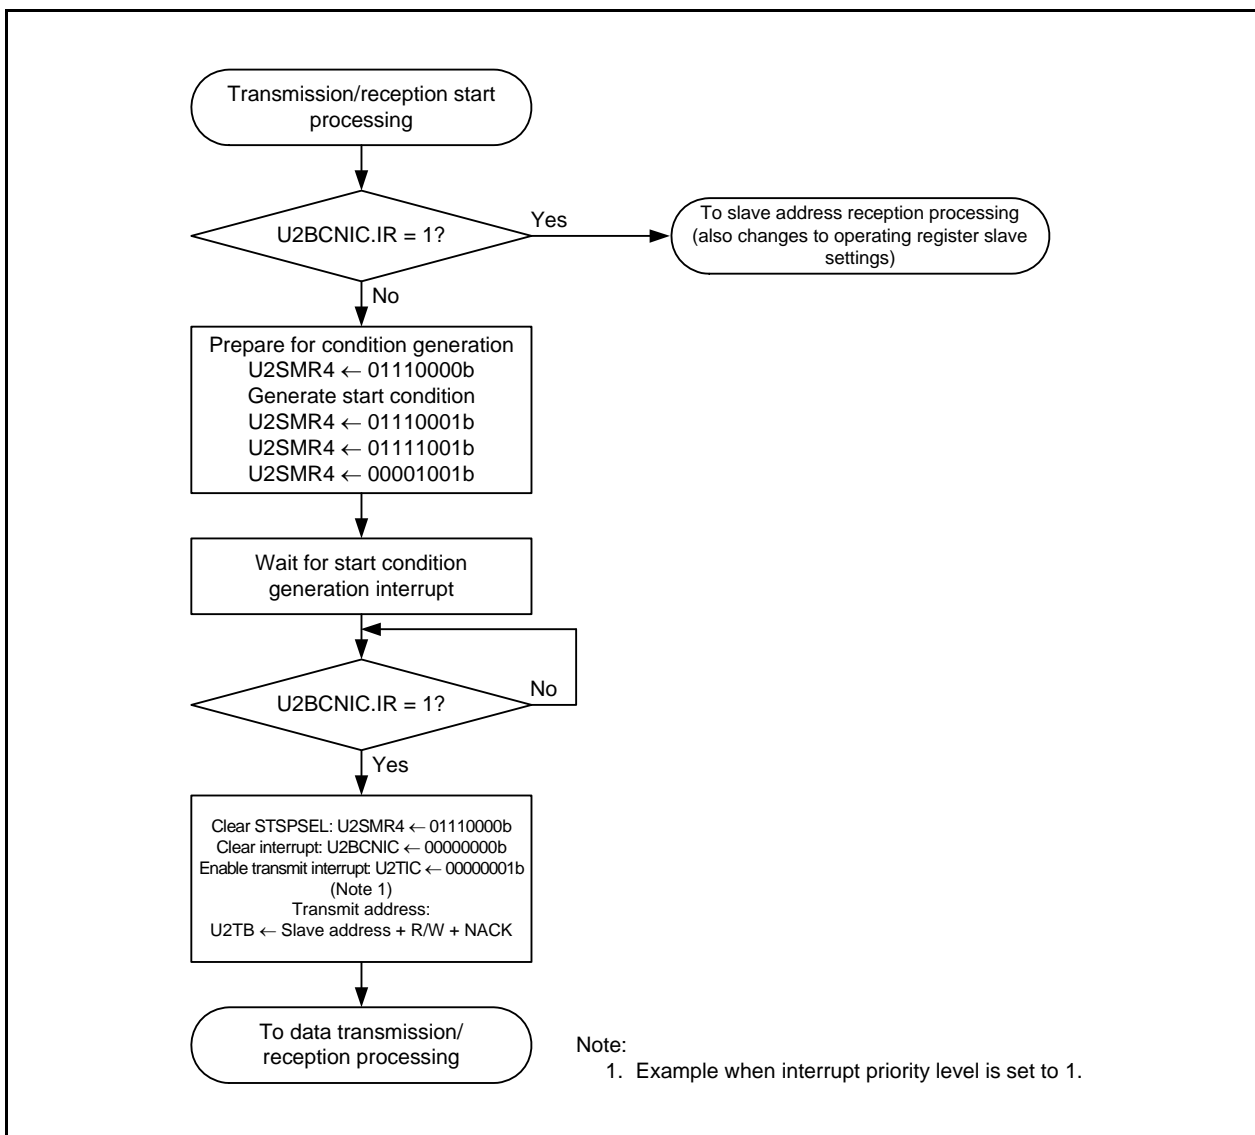 Transmission/reception start
processing
U2BCNIC.IR = 1?
Yes
To slave address reception processing
(also changes to operating register slave
settings)
No
Prepare for condition generation
U2SMR4 ← 01110000b
Generate start condition
U2SMR4 ← 01110001b
U2SMR4 ← 01111001b
U2SMR4 ← 00001001b
Wait for start condition
generation interrupt
U2BCNIC.IR = 1?
No
Yes
Clear STSPSEL: U2SMR4 ← 01110000b
Clear interrupt: U2BCNIC ← 00000000b
Enable transmit interrupt: U2TIC ← 00000001b
(Note 1)
Transmit address:
U2TB ← Slave address + R/W + NACK
To data transmission/
reception processing
Note:
1. Example when interrupt priority level is set to 1.